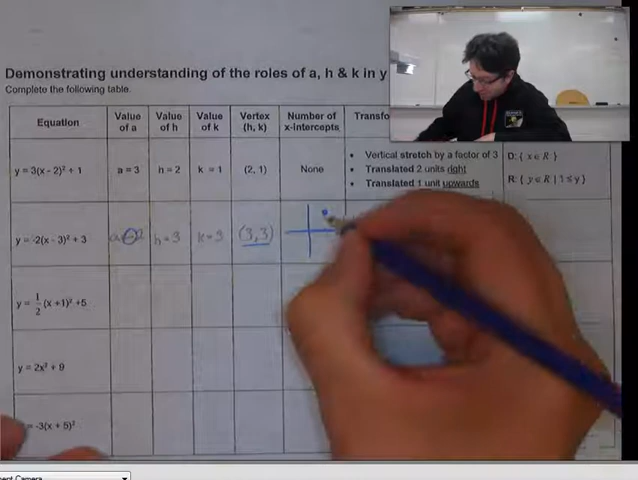 Demonstrating understanding of the roles of a, h & k in y
Complete the following table.
Equation
Value of a
Value of h
Value of k
Vertex (h, k)
Number of x-intercepts
Transfo
y = 3(x - 2)² + 1
a = 3
h = 2
k = 1
(2, 1)
None
• Vertical stretch by a factor of 3
• Translated 2 units right
• Translated 1 unit upwards
D: { x∈R }
R: { y∈R | 1 ≤ y }
y = -2(x - 3)² + 3
a=-2
h=3
k=3
(3,3)
y = 1/2 (x +1)² +5
y = 2x² + 9
= -3(x + 5)²
ent Camera